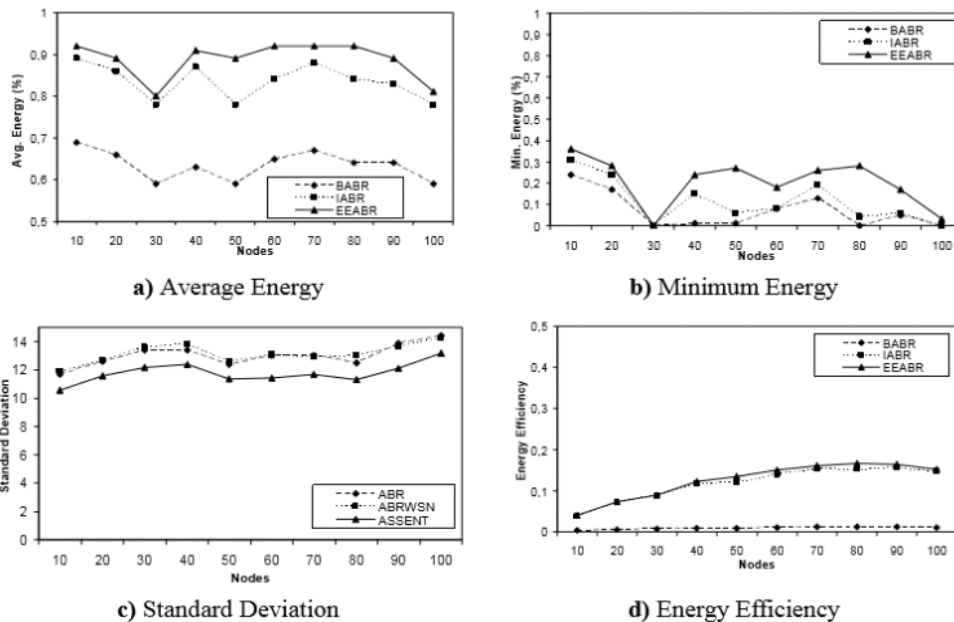 1
0,9
0,8
0,7
0,6
0,5
Avg. Energy (%)
BABR
IABR
EEABR
10 20 30 40 50 60 70 80 90 100
Nodes
a) Average Energy
1
0,9
0,8
0,7
0,6
0,5
0,4
0,3
0,2
0,1
0
Min. Energy (%)
BABR
IABR
EEABR
10 20 30 40 50 60 70 80 90 100
Nodes
b) Minimum Energy
14
12
10
8
6
4
2
0
Standard Deviation
ABR
ABRWSN
ASSENT
10 20 30 40 50 60 70 80 90 100
Nodes
c) Standard Deviation
0,5
0,4
0,3
0,2
0,1
0
Energy Efficiency
BABR
IABR
EEABR
10 20 30 40 50 60 70 80 90 100
Nodes
d) Energy Efficiency